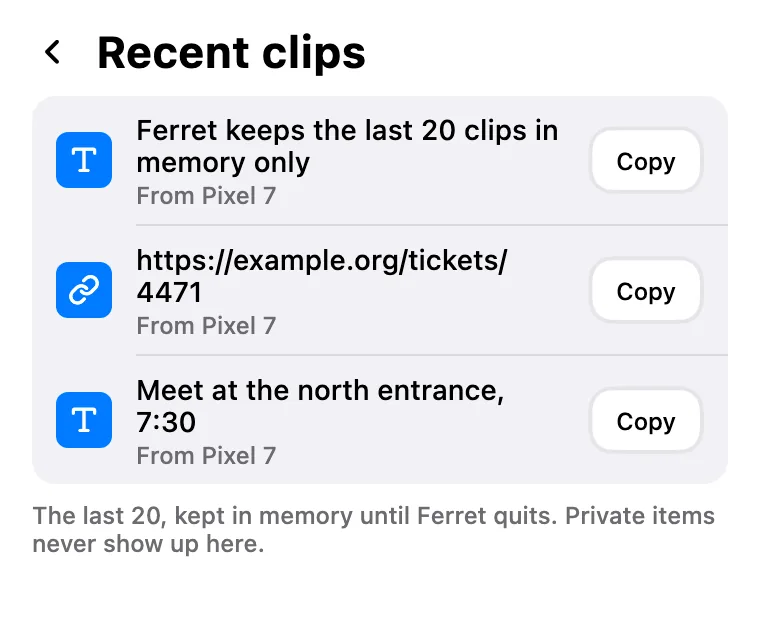 Recent clips
Ferret keeps the last 20 clips in
memory only
From Pixel 7
Copy
https://example.org/tickets/
4471
From Pixel 7
Copy
Meet at the north entrance,
7:30
From Pixel 7
Copy
The last 20, kept in memory until Ferret quits. Private items
never show up here.